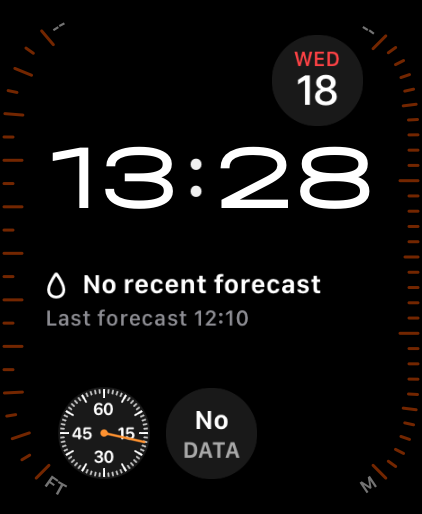 --
--
WED
18
13:28
No recent forecast
Last forecast 12:10
60
45
15
30
No
DATA
FT
M